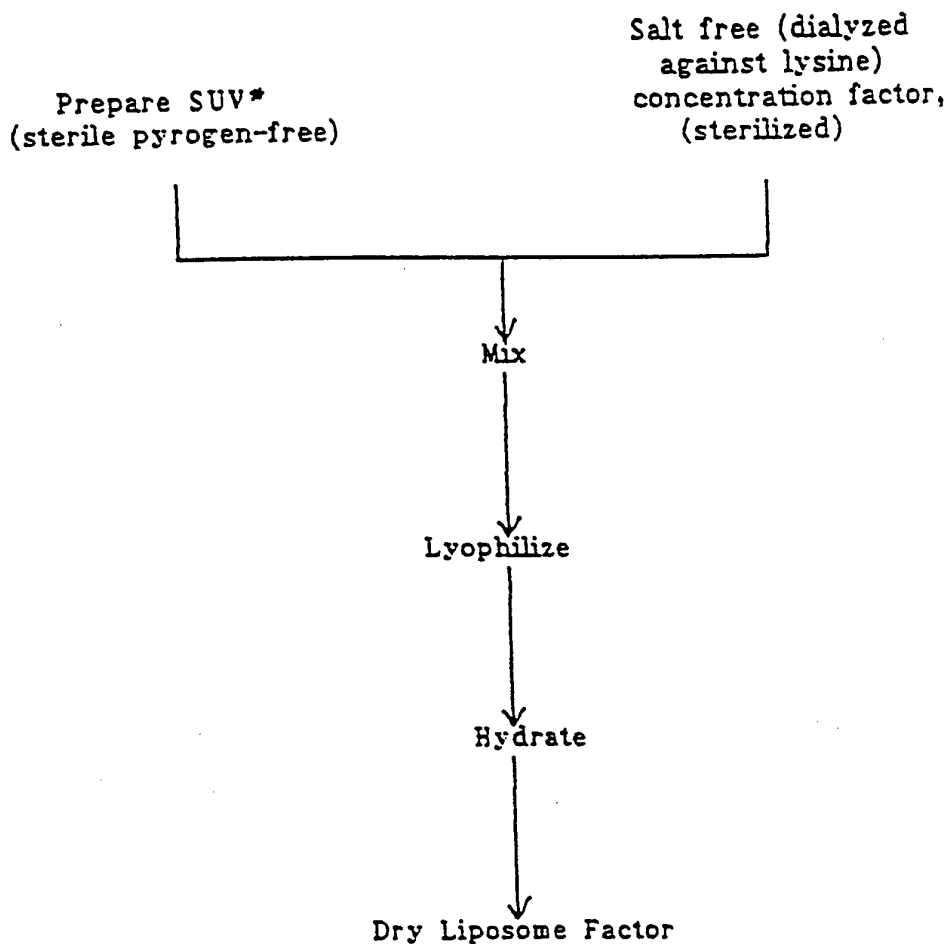 Prepare SUV*
(sterile pyrogen-free)
Salt free (dialyzed
against lysine)
concentration factor,
(sterilized)
Mix
Lyophilize
Hydrate
Dry Liposome Factor